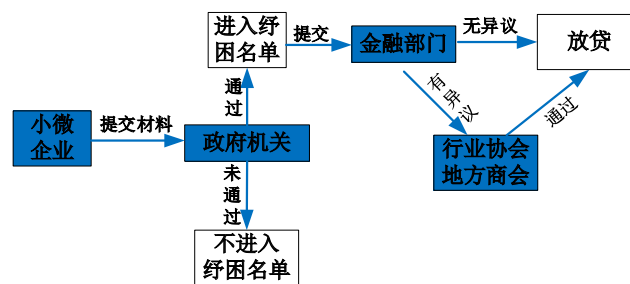 进入纾
困名单
提交
金融部门
无异议
放贷
通
过
有
异
议
通过
小微
企业
提交材料
政府机关
行业协会
地方商会
未
通
过
不进入
纾困名单